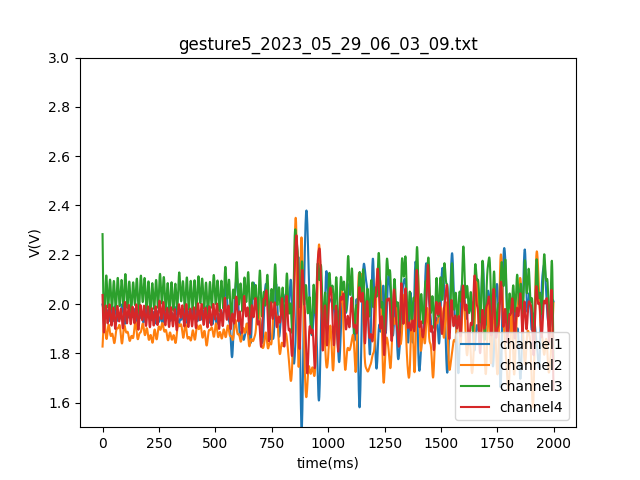 gesture5_2023_05_29_06_03_09.txt
3.0
2.8
2.6
2.4
2.2
2.0
1.8
1.6
V(V)
channel1
channel2
channel3
channel4
0 250 500 750 1000 1250 1500 1750 2000
time(ms)